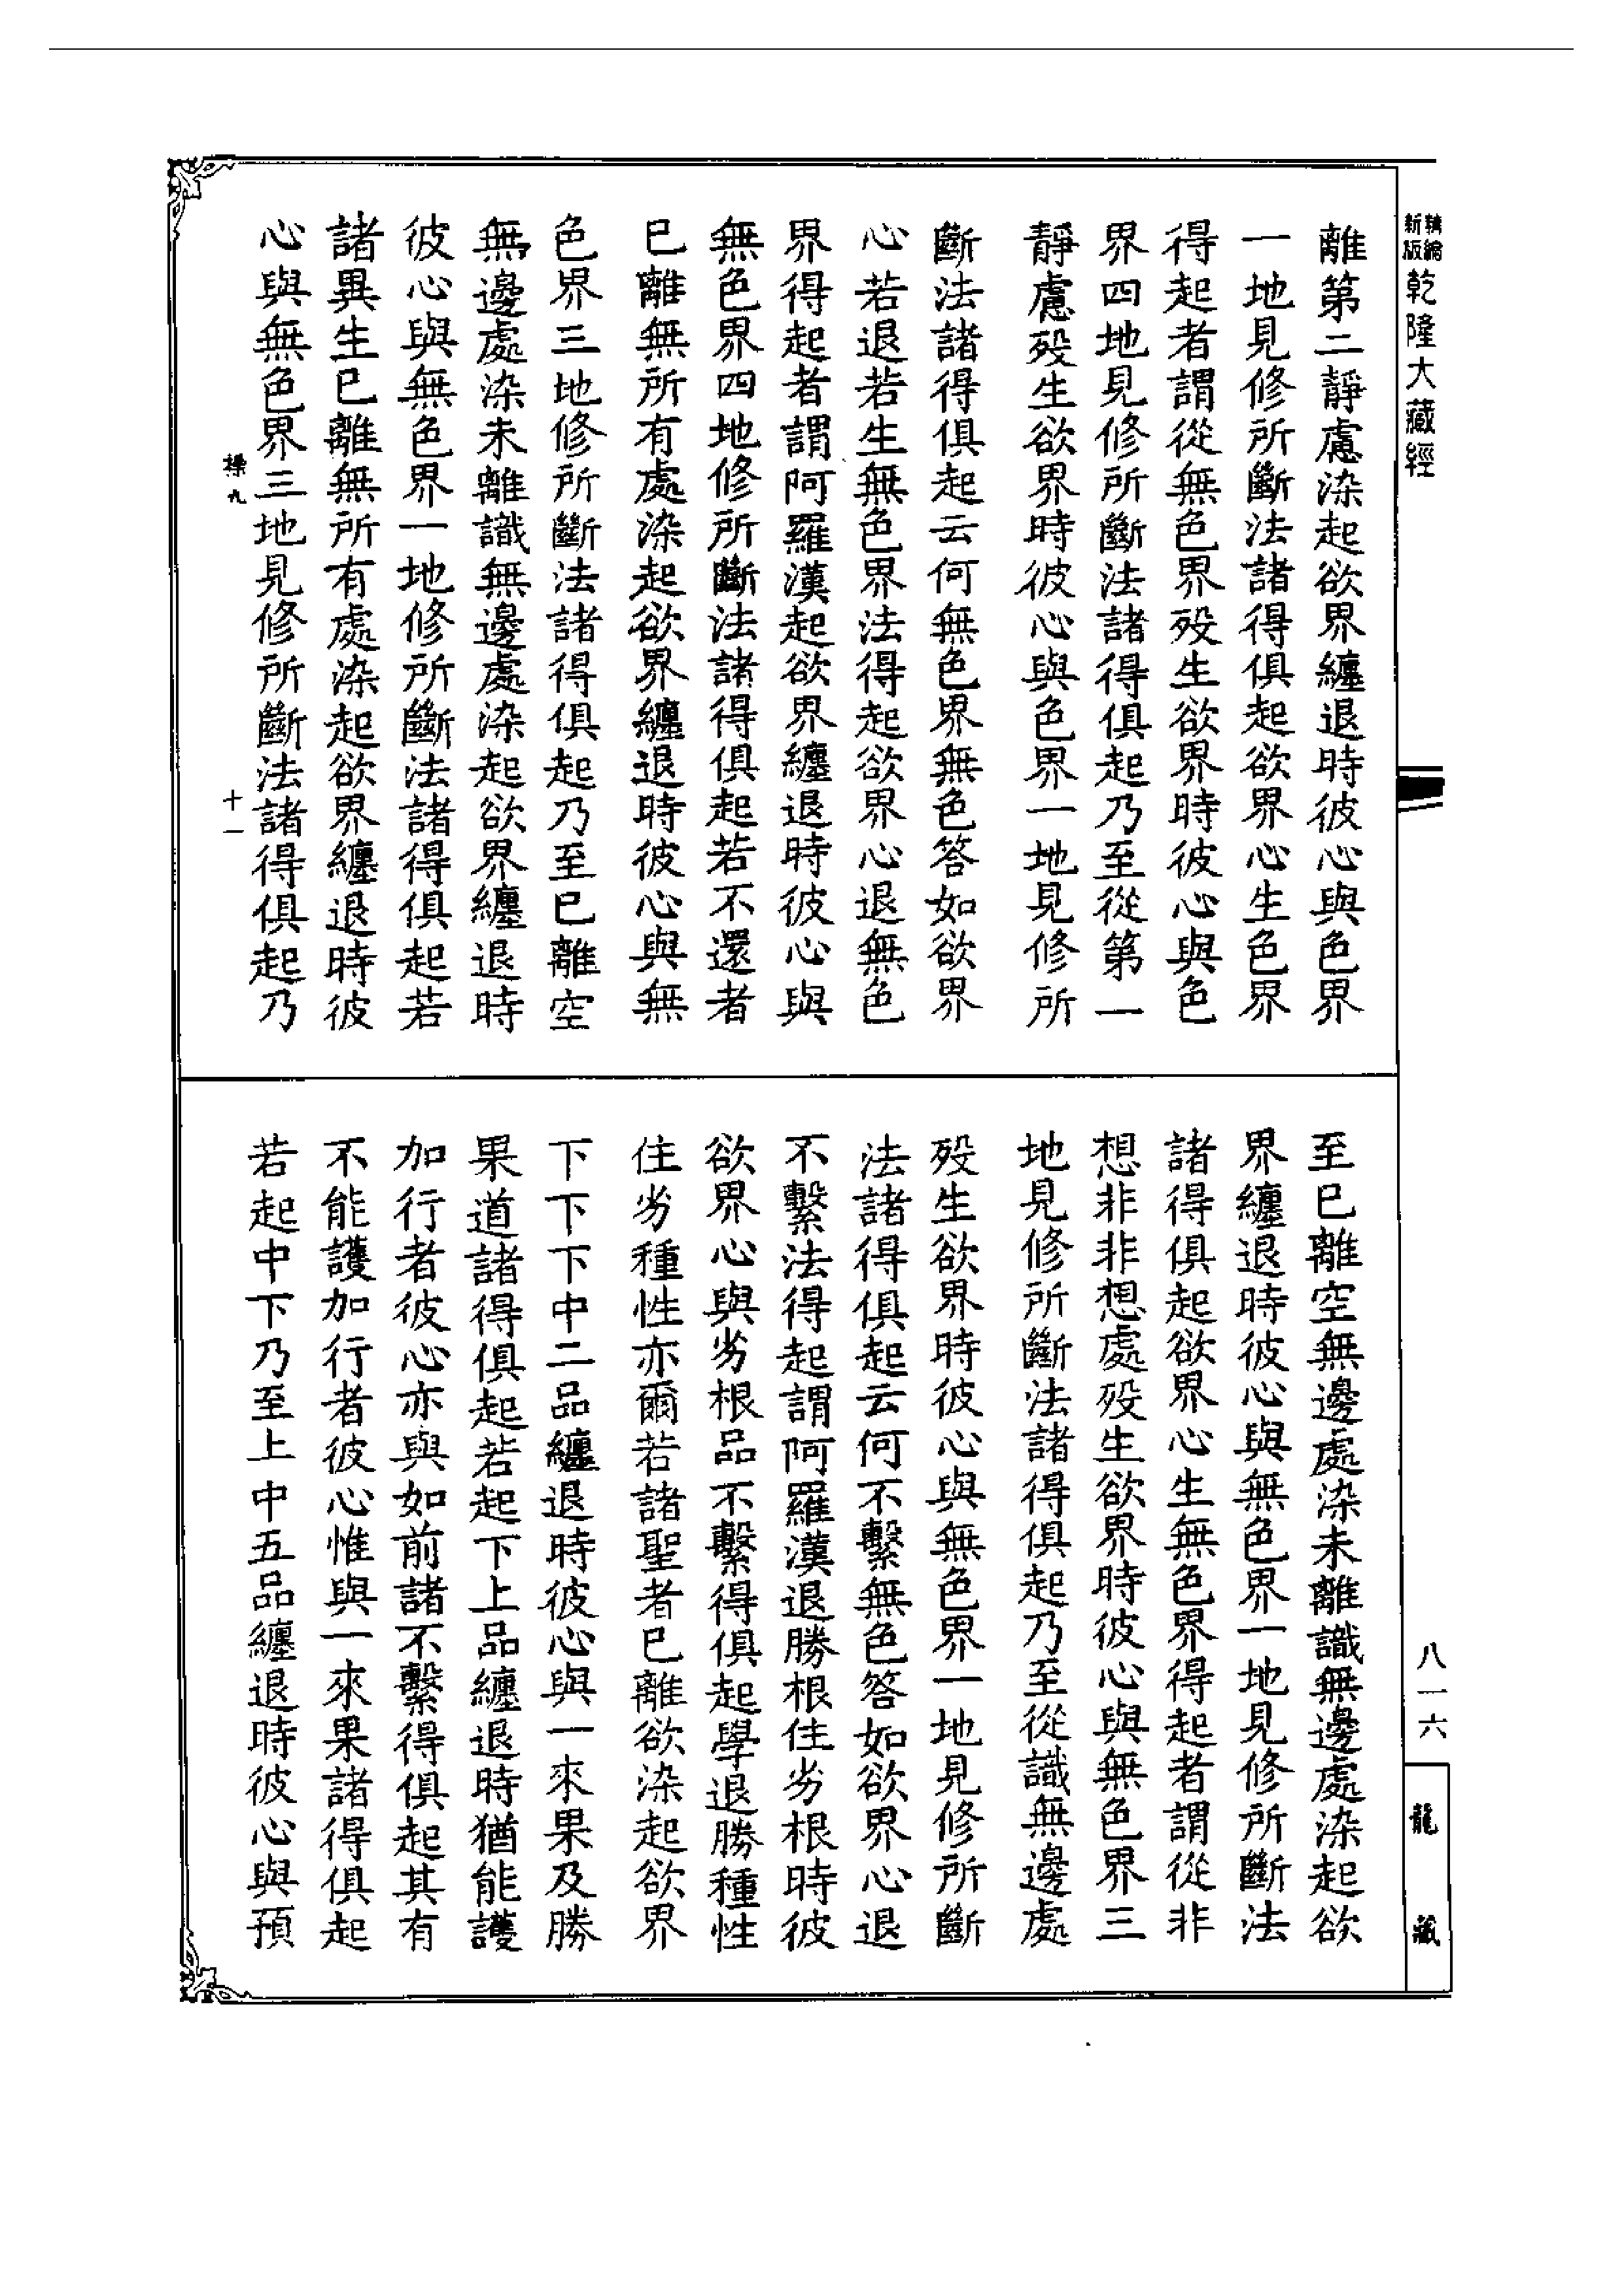 新編縮版
乾隆大藏經
離第二靜慮染起欲界纏退時彼心與色界
一地見修所斷法諸得俱起欲界心生色界
得起者謂從無色界歿生欲界時彼心與色
界四地見修所斷法諸得俱起乃至從第一
靜慮歿生欲界時彼心與色界一地見修所
斷法諸得俱起云何無色界無色答如欲界
心若退若生無色界法得起欲界心退無色
界得起者謂阿羅漢起欲界纏退時彼心與
無色界四地修所斷法諸得俱起若不還者
已離無所有處染起欲界纏退時彼心與無
色界三地修所斷法諸得俱起乃至已離空
無邊處染未離識無邊處染起欲界纏退時
彼心與無色界一地修所斷法諸得俱起若
諸異生已離無所有處染起欲界纏退時彼
心與無色界三地見修所斷法諸得俱起乃
操九
十一
至已離空無邊處染未離識無邊處染起欲
界纏退時彼心與無色界一地見修所斷法
諸得俱起欲界心生無色界得起者謂從非
想非非想處歿生欲界時彼心與無色界三
地見修所斷法諸得俱起乃至從識無邊處
歿生欲界時彼心與無色界一地見修所斷
法諸得俱起云何不繫無色答如欲界心退
不繫法得起謂阿羅漢退勝根住劣根時彼
欲界心與劣根品不繫得俱起學退勝種性
住劣種性亦爾若諸聖者已離欲染起欲界
下下下中二品纏退時彼心與一來果及勝
果道諸得俱起若起下上品纏退時猶能護
加行者彼心亦與如前諸不繫得俱起其有
不能護加行者彼心惟與一來果諸得俱起
若起中下乃至上中五品纏退時彼心與預
八一六
龍藏